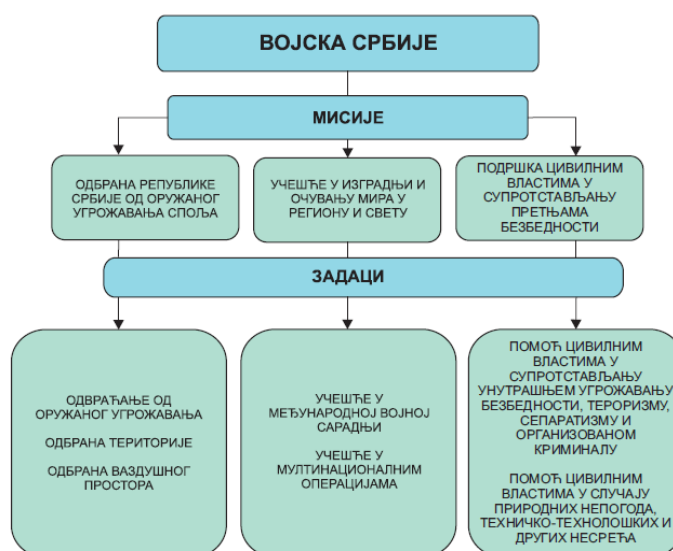 ВОЈСКА СРБИЈЕ
МИСИЈЕ
ОДБРАНА РЕПУБЛИКЕ
СРБИЈЕ ОД ОРУЖАНОГ
УГРОЖАВАЊА СПОЉА
УЧЕШЋЕ У ИЗГРАДЊИ И
ОЧУВАЊУ МИРА У
РЕГИОНУ И СВЕТУ
ПОДРШКА ЦИВИЛНИМ
ВЛАСТИМА У
СУПРОТСТАВЉАЊУ
ПРЕТЊАМА
БЕЗБЕДНОСТИ
ЗАДАЦИ
ОДВРАЋАЊЕ ОД
ОРУЖАНОГ УГРОЖАВАЊА
ОДБРАНА ТЕРИТОРИЈЕ
ОДБРАНА ВАЗДУШНОГ
ПРОСТОРА
УЧЕШЋЕ У
МЕЂУНАРОДНОЈ ВОЈНОЈ
САРАДЊИ
УЧЕШЋЕ У
МУЛТИНАЦИОНАЛНИМ
ОПЕРАЦИЈАМА
ПОМОЋ ЦИВИЛНИМ
ВЛАСТИМА У
СУПРОТСТАВЉАЊУ
УНУТРАШЊЕМ УГРОЖАВАЊУ
БЕЗБЕДНОСТИ, ТЕРОРИЗМУ,
СЕПАРАТИЗМУ И
ОРГАНИЗОВАНОМ
КРИМИНАЛУ
ПОМОЋ ЦИВИЛНИМ
ВЛАСТИМА У СЛУЧАЈУ
ПРИРОДНИХ НЕПОГОДА,
ТЕХНИЧКО-ТЕХНОЛОШКИХ И
ДРУГИХ НЕСРЕЋА